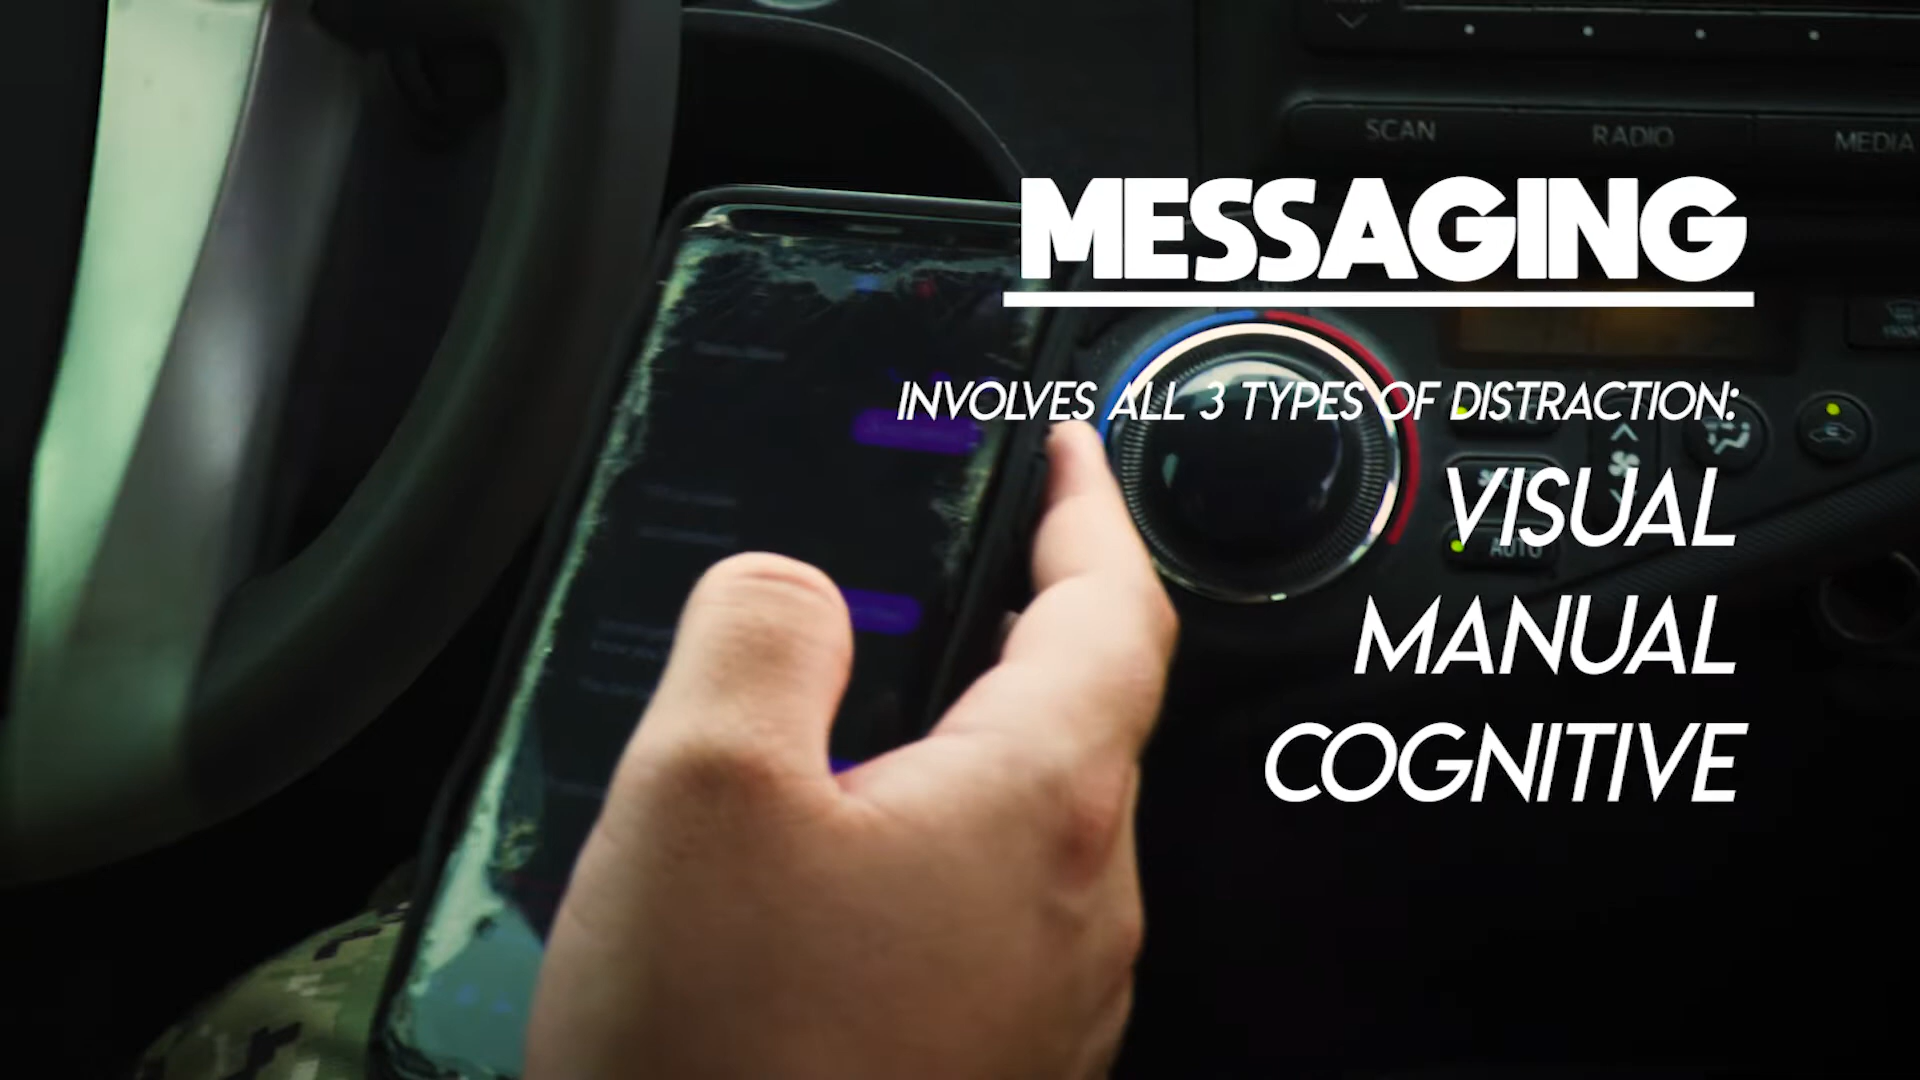 SCAN RADIO MEDIA
MESSAGING
INVOLVES ALL 3 TYPES OF DISTRACTION:
VISUAL
AUTO
MANUAL
COGNITIVE